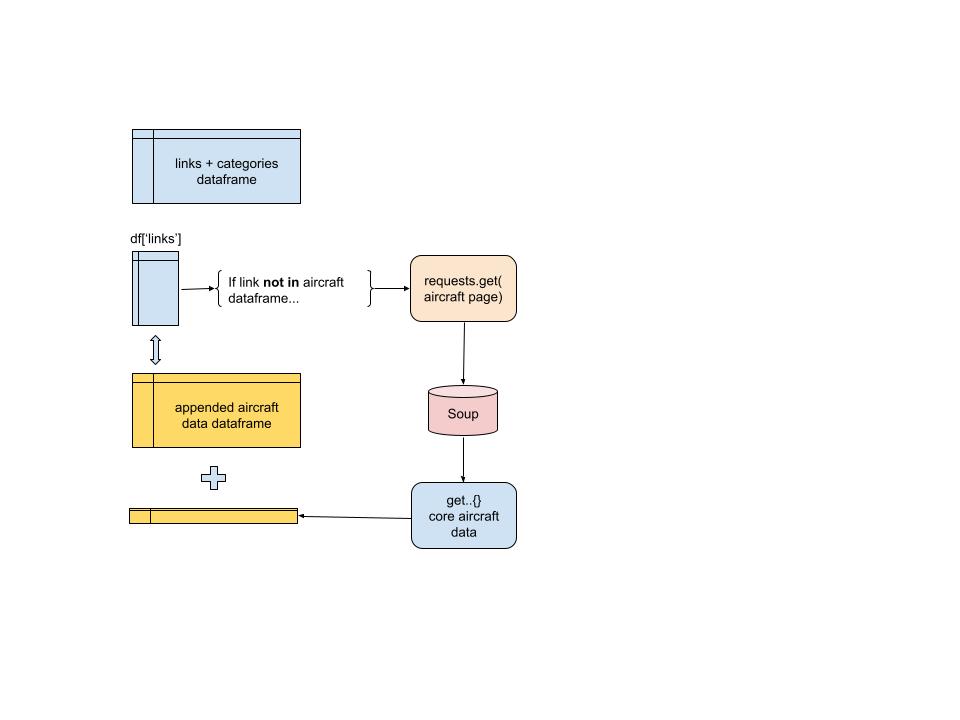 links + categories
dataframe
df[‘links’]
If link not in aircraft
dataframe...
requests.get(
aircraft page)
appended aircraft
data dataframe
Soup
get..{}
core aircraft
data